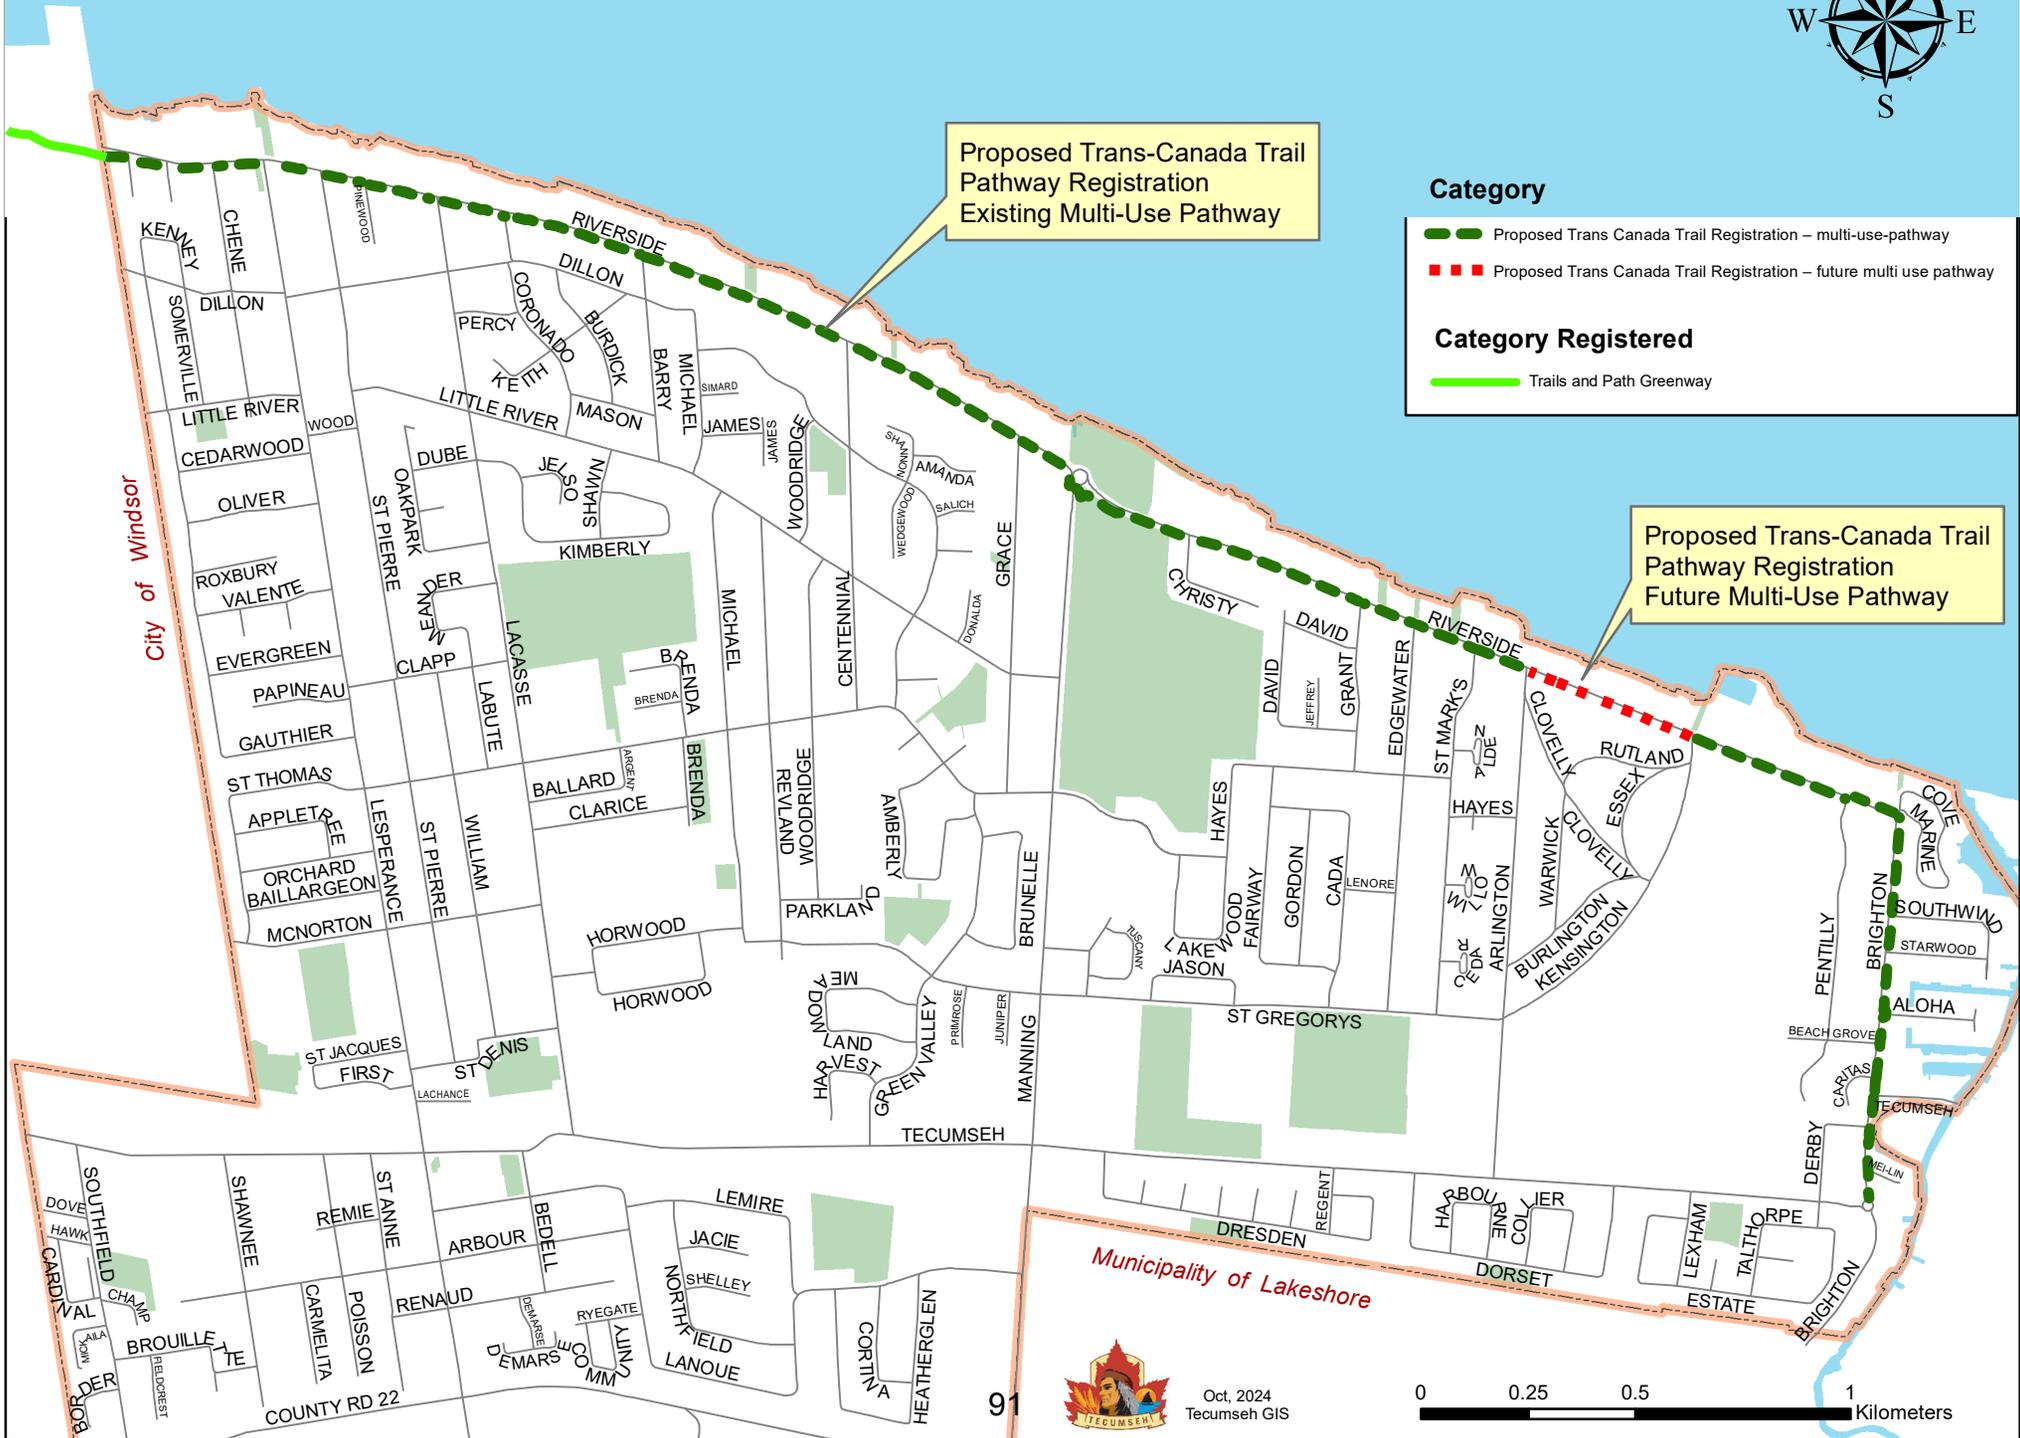 W
E
S
Proposed Trans-Canada Trail
Pathway Registration
Existing Multi-Use Pathway
Category
Proposed Trans Canada Trail Registration – multi-use-pathway
Proposed Trans Canada Trail Registration – future multi use pathway
Category Registered
Trails and Path Greenway
Proposed Trans-Canada Trail
Pathway Registration
Future Multi-Use Pathway
City of Windsor
Municipality of Lakeshore
KENNEY
CHENE
PINEWOOD
RIVERSIDE
DILLON
DILLON
SOMERVILLE
CORONADO
PERCY
BURDICK
KEITH
BARRY
MICHAEL
SIMARD
LITTLE RIVER
LITTLE RIVER
MASON
WOOD
JAMES
JAMES
WOODRIDGE
CEDARWOOD
DUBE
OAKPARK
JELSO
SHAWN
SHANNON
AMANDA
OLIVER
ST PIERRE
WEDGEWOOD
SALICH
GRACE
KIMBERLY
ROXBURY
VALENTE
MEANDER
MICHAEL
CENTENNIAL
DONALDA
CHRISTY
DAVID
RIVERSIDE
EVERGREEN
CLAPP
LACASSE
BRENDA
BRENDA
PAPINEAU
LABUTE
DAVID
JEFFREY
GRANT
EDGEWATER
ST MARK'S
CLOVELLY
GAUTHIER
ST THOMAS
BALLARD
ARGENT
BRENDA
CLARICE
REVLAND
WOODRIDGE
AMBERLY
HAYES
HAYES
RUTLAND
ESSEX
CLOVELLY
COVE
MARINE
APPLETREE
LESPERANCE
ST PIERRE
WILLIAM
ORCHARD
BAILLARGEON
MCNORTON
PARKLAND
BRUNELLE
GORDON
CADA
LENORE
WILLOW
ARLINGTON
WARWICK
FAIRWAY
LAKEWOOD
JASON
TUSCANY
CEDAR
BURLINGTON
KENSINGTON
PENTILLY
BRIGHTON
SOUTHWIND
STARWOOD
ALOHA
HORWOOD
HORWOOD
MEADOWLAND
HARVEST
GREEN VALLEY
PRIMROSE
JUNIPER
MANNING
ST GREGORYS
BEACH GROVE
CARITAS
TECUMSEH
ST JACQUES
FIRST
ST DENIS
LACHANCE
TECUMSEH
DERBY
MEI-LIN
DOVE
HAWK
SOUTHFIELD
CARDINAL
SHAWNEE
REMIE
ST ANNE
ARBOUR
BEDELL
LEMIRE
JACIE
SHELLEY
NORTHFIELD
LANOUE
REGENT
DRESDEN
HARBOURNE
COLLIER
DORSET
LEXHAM
TALTHORPE
ESTATE
BRIGHTON
CHAMP
BROUILLETTE
FIELDCREST
BORDER
CARMELITA
POISSON
RENAUD
DEMARSE
DEMARSE
RYEGATE
COMMUNITY
COUNTY RD 22
CORTINA
HEATHERGLEN
91
TECUMSEH
Oct, 2024
Tecumseh GIS
0 0.25 0.5 1
Kilometers